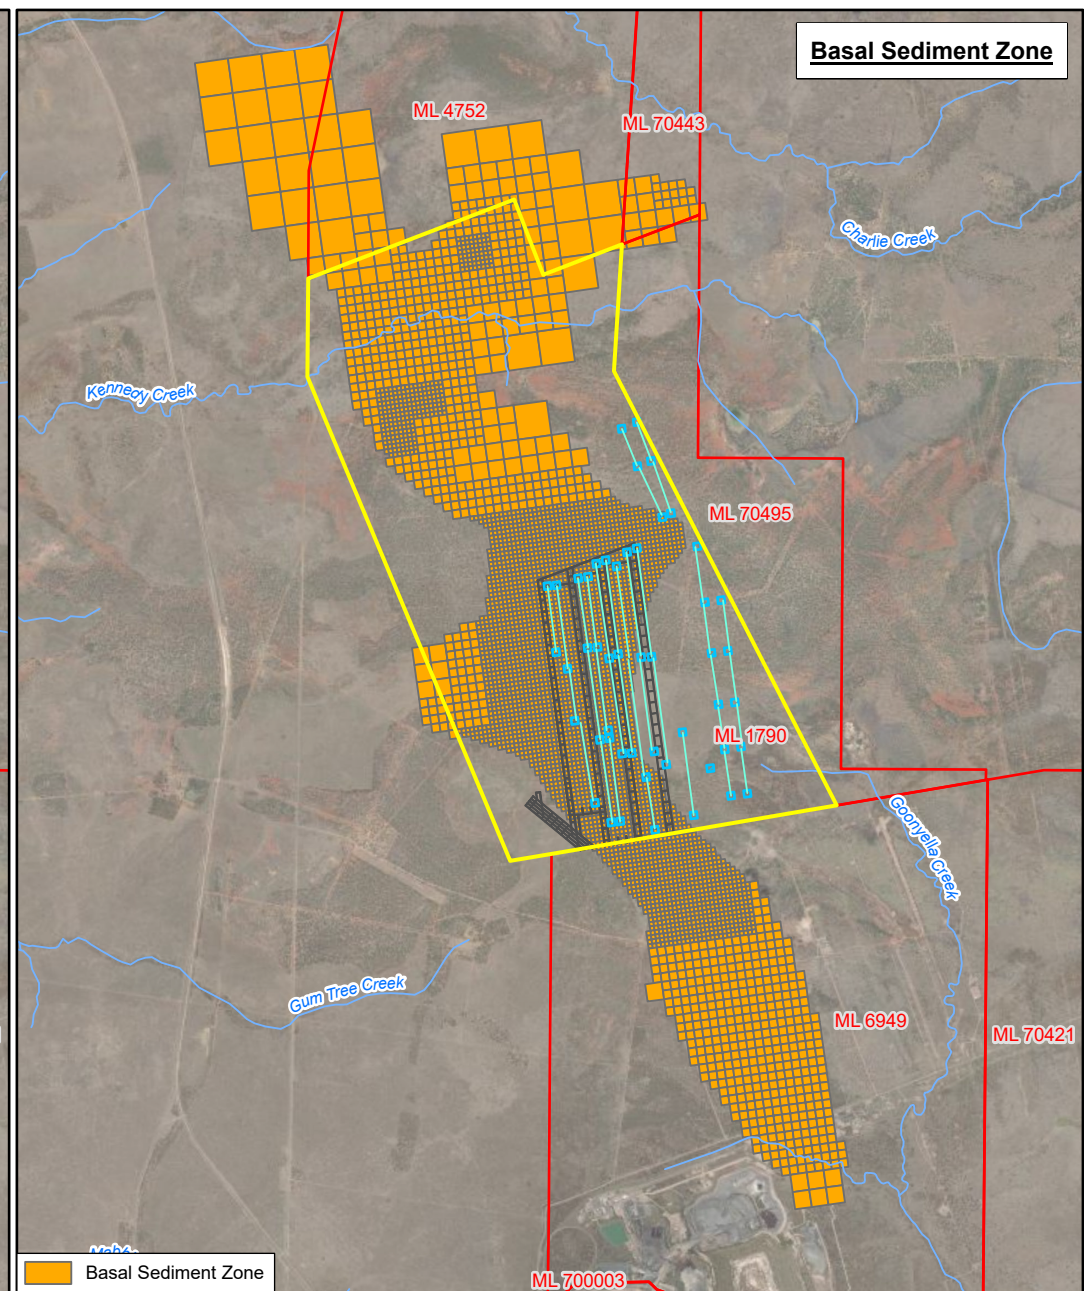 Basal Sediment Zone
ML 4752
ML 70443
Charlie Creek
Kennedy Creek
ML 70495
ML 1790
Goonyella Creek
Gum Tree Creek
ML 6949
ML 70421
Basal Sediment Zone
ML 700003